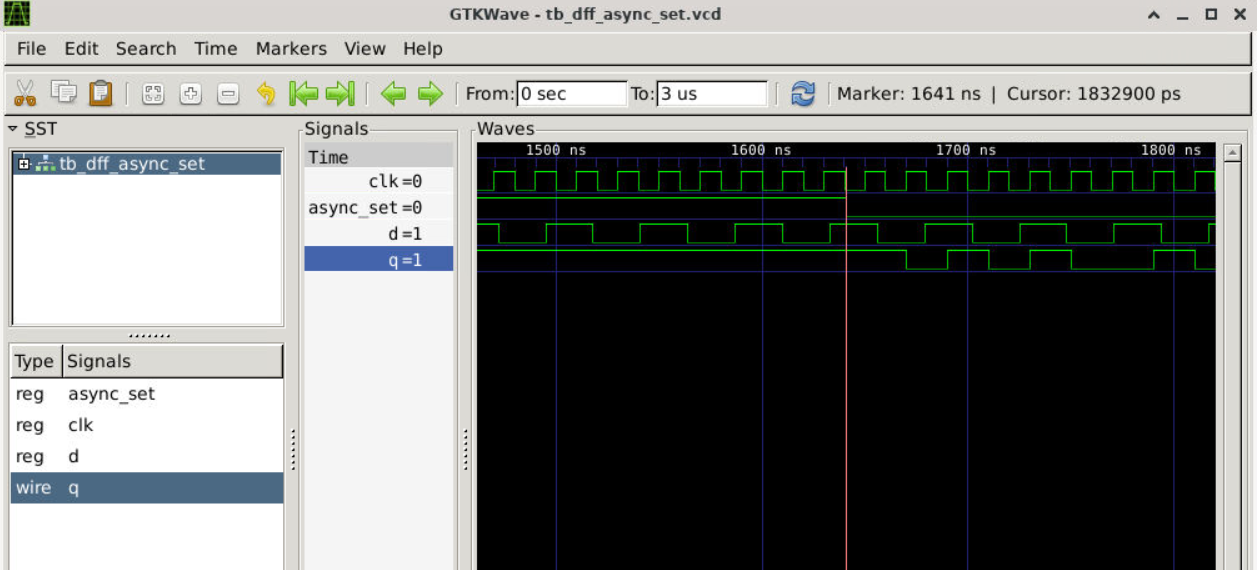 GTKWave - tb_dff_async_set.vcd
File Edit Search Time Markers View Help
From: 0 sec To: 3 us Marker: 1641 ns | Cursor: 1832900 ps
SST
tb_dff_async_set
Type Signals
reg async_set
reg clk
reg d
wire q
Signals
Time
clk=0
async_set=0
d=1
q=1
Waves
1500 ns 1600 ns 1700 ns 1800 ns